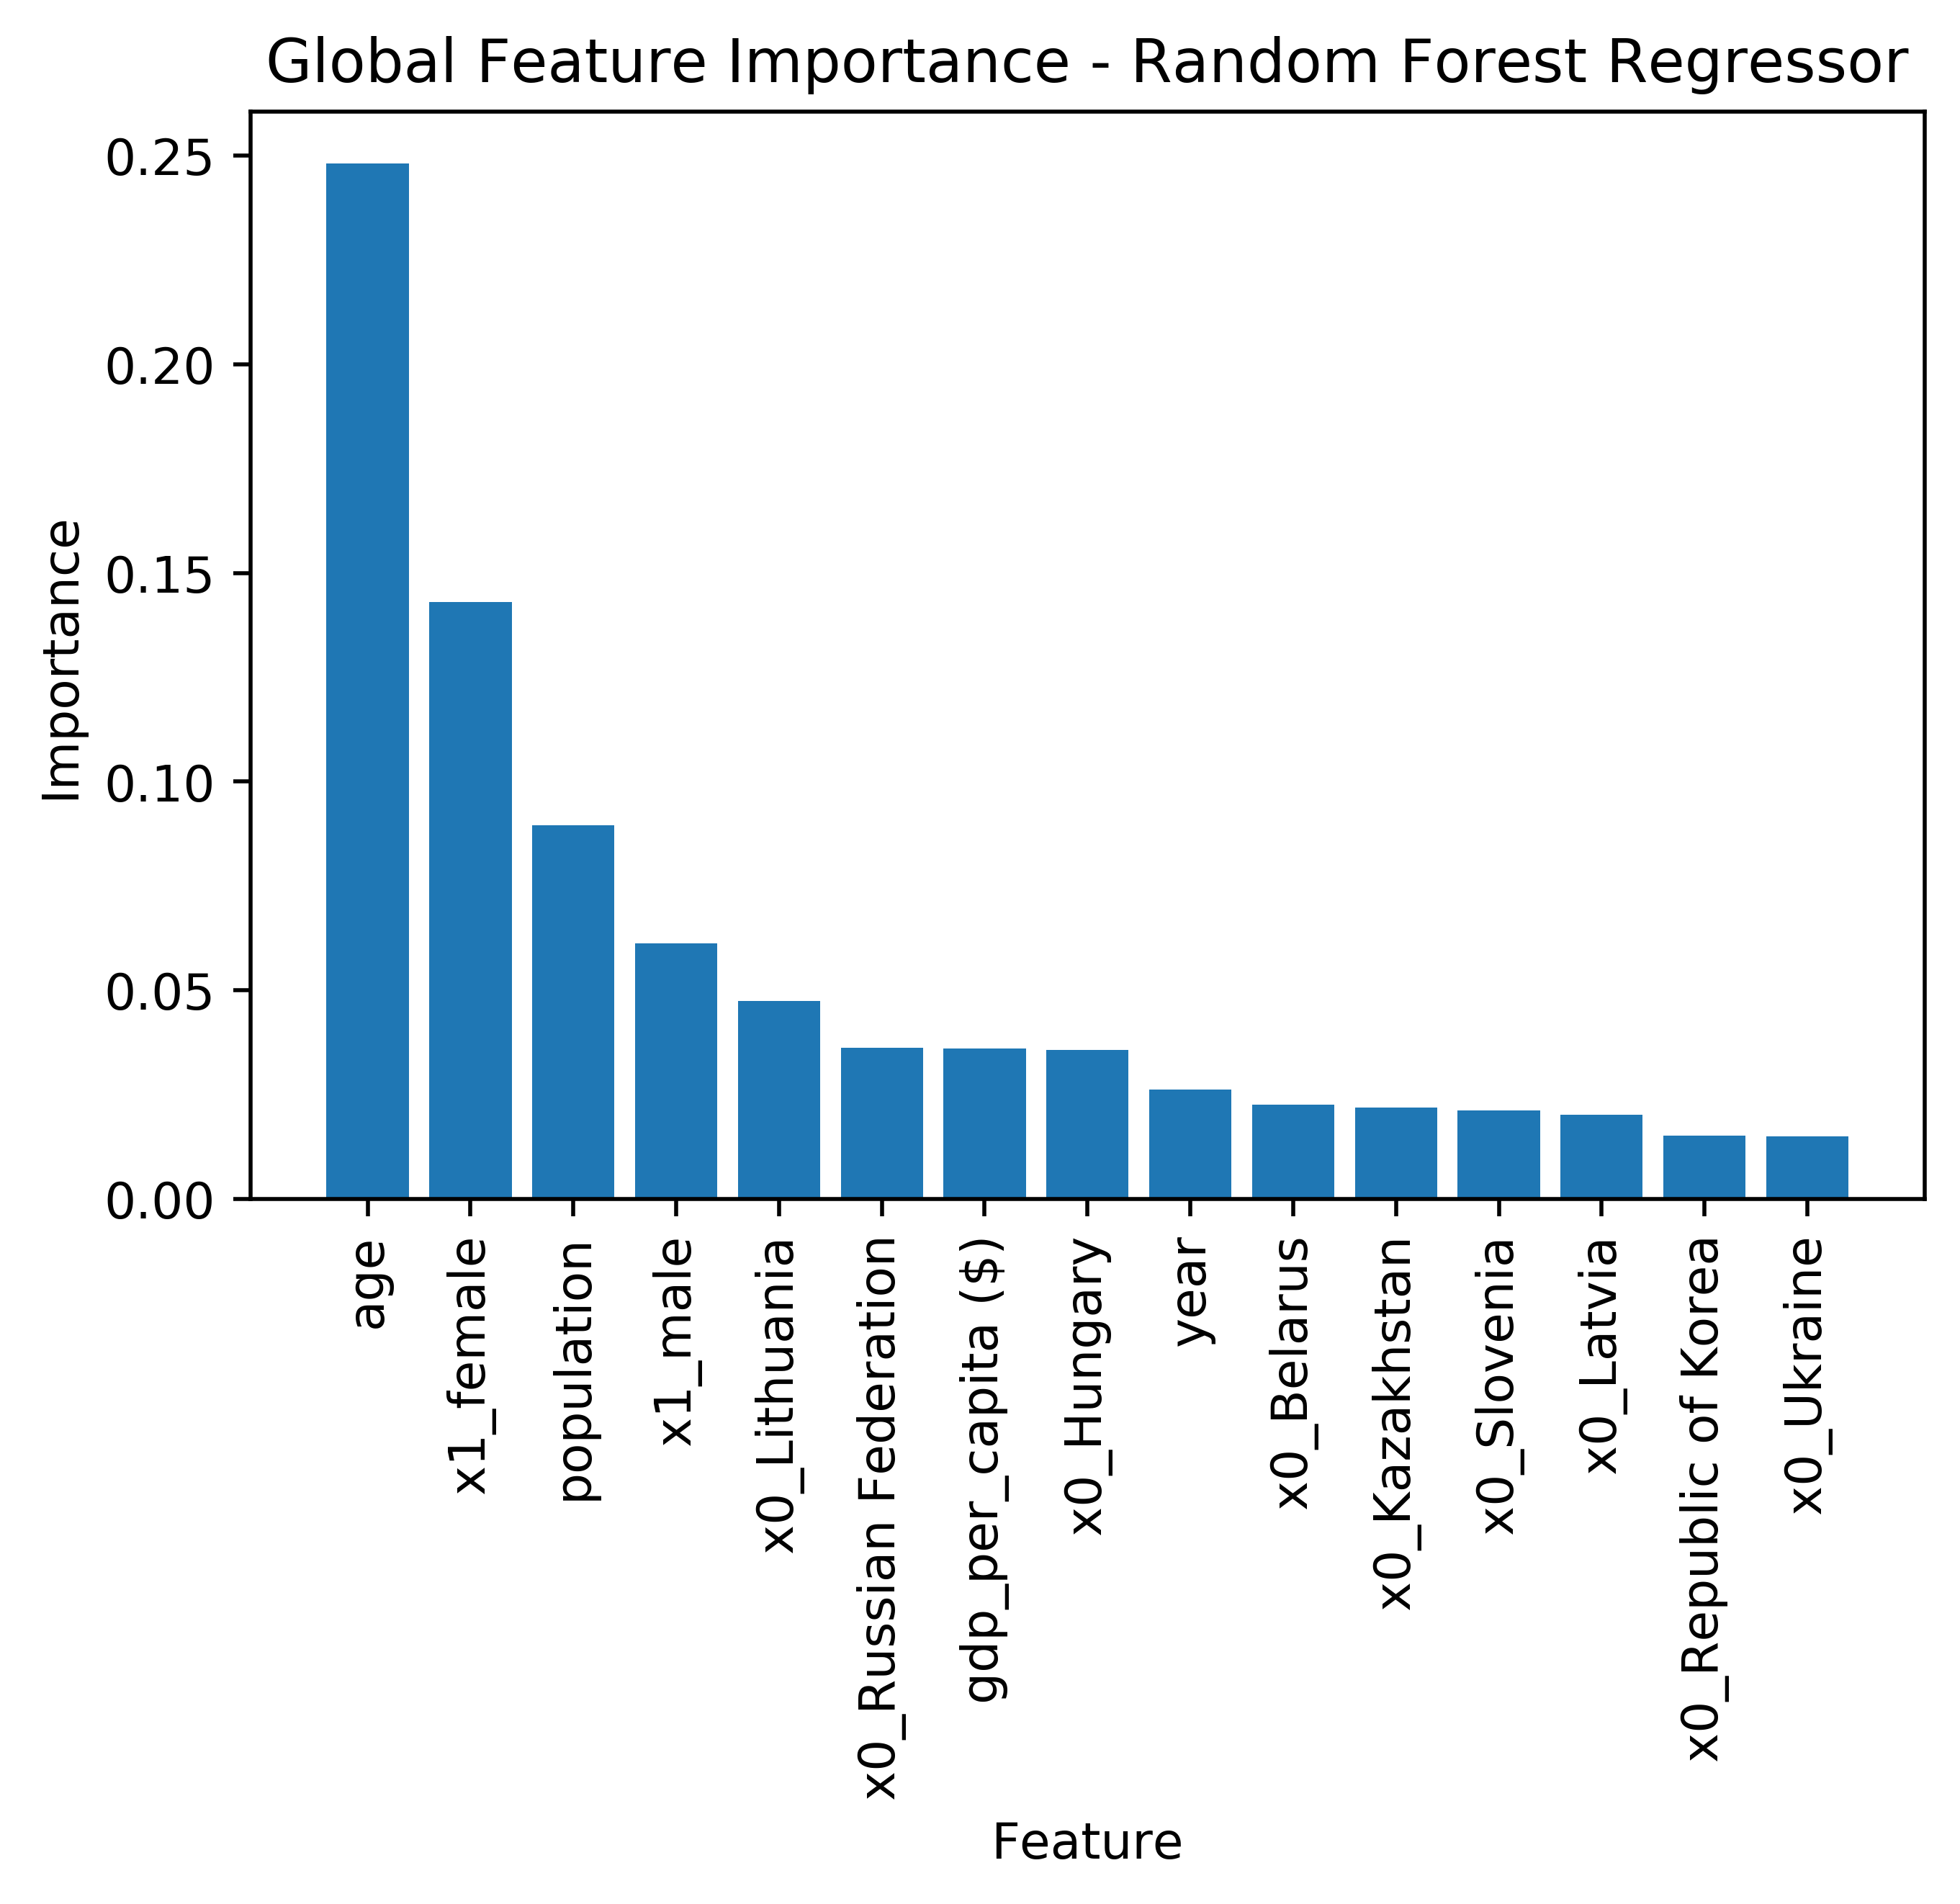 Global Feature Importance - Random Forest Regressor
0.25
0.20
0.15
0.10
0.05
0.00
Importance
age
x1_female
population
x1_male
x0_Lithuania
x0_Russian Federation
gdp_per_capita ($)
x0_Hungary
year
x0_Belarus
x0_Kazakhstan
x0_Slovenia
x0_Latvia
x0_Republic of Korea
x0_Ukraine
Feature